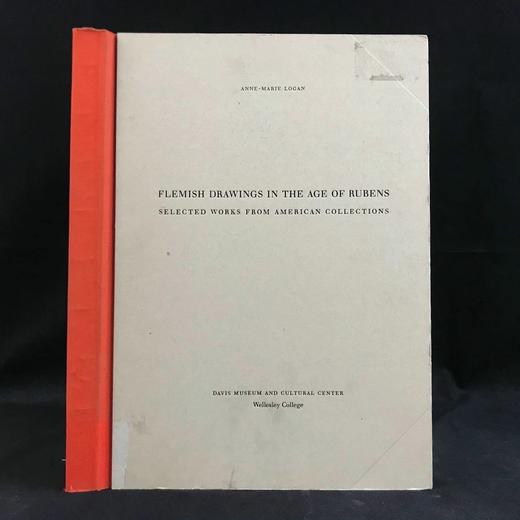 ANNE-MARIE LOGAN
FLEMISH DRAWINGS IN THE AGE OF RUBENS
SELECTED WORKS FROM AMERICAN COLLECTIONS
DAVIS MUSEUM AND CULTURAL CENTER
Wellesley College